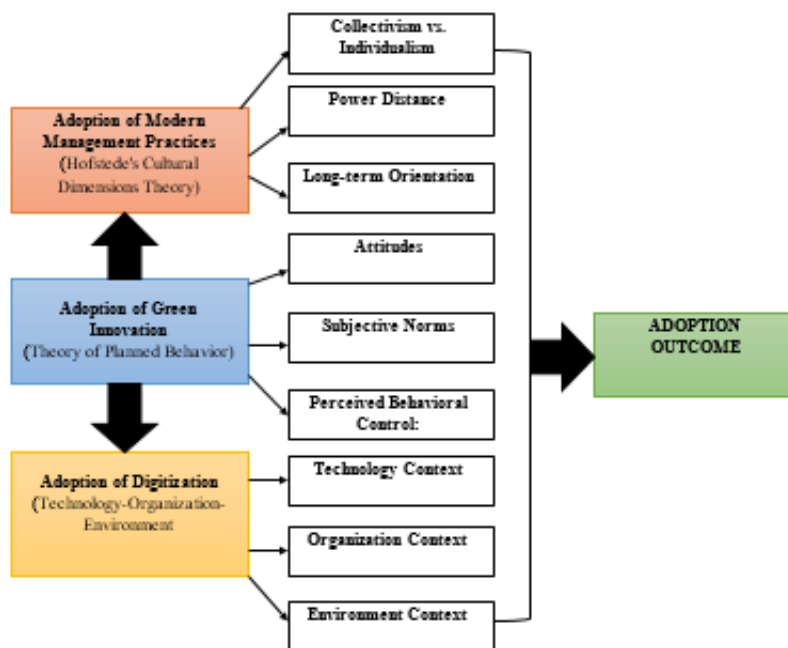 Collectivism vs.
Individualism
Adoption of Modern
Management Practices
(Hofstede's Cultural
Dimensions Theory)
Power Distance
Long-term Orientation
Attitudes
Adoption of Green
Innovation
(Theory of Planned Behavior)
Subjective Norms
Perceived Behavioral
Control:
ADOPTION
OUTCOME
Adoption of Digitization
(Technology-Organization-
Environment
Technology Context
Organization Context
Environment Context